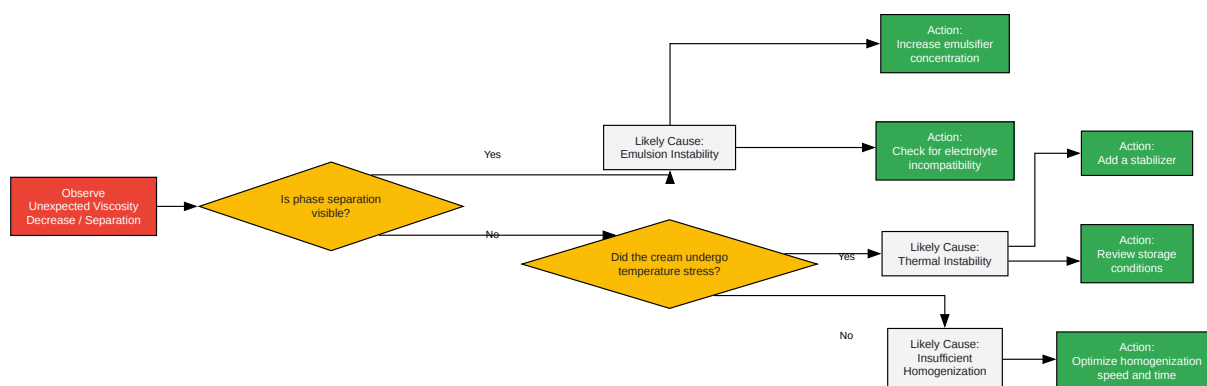 Observe
Unexpected Viscosity
Decrease / Separation
Is phase separation
visible?
Yes
Likely Cause:
Emulsion Instability
Action:
Increase emulsifier
concentration
Action:
Check for electrolyte
incompatibility
No
Did the cream undergo
temperature stress?
Yes
Likely Cause:
Thermal Instability
Action:
Add a stabilizer
Action:
Review storage
conditions
No
Likely Cause:
Insufficient
Homogenization
Action:
Optimize homogenization
speed and time